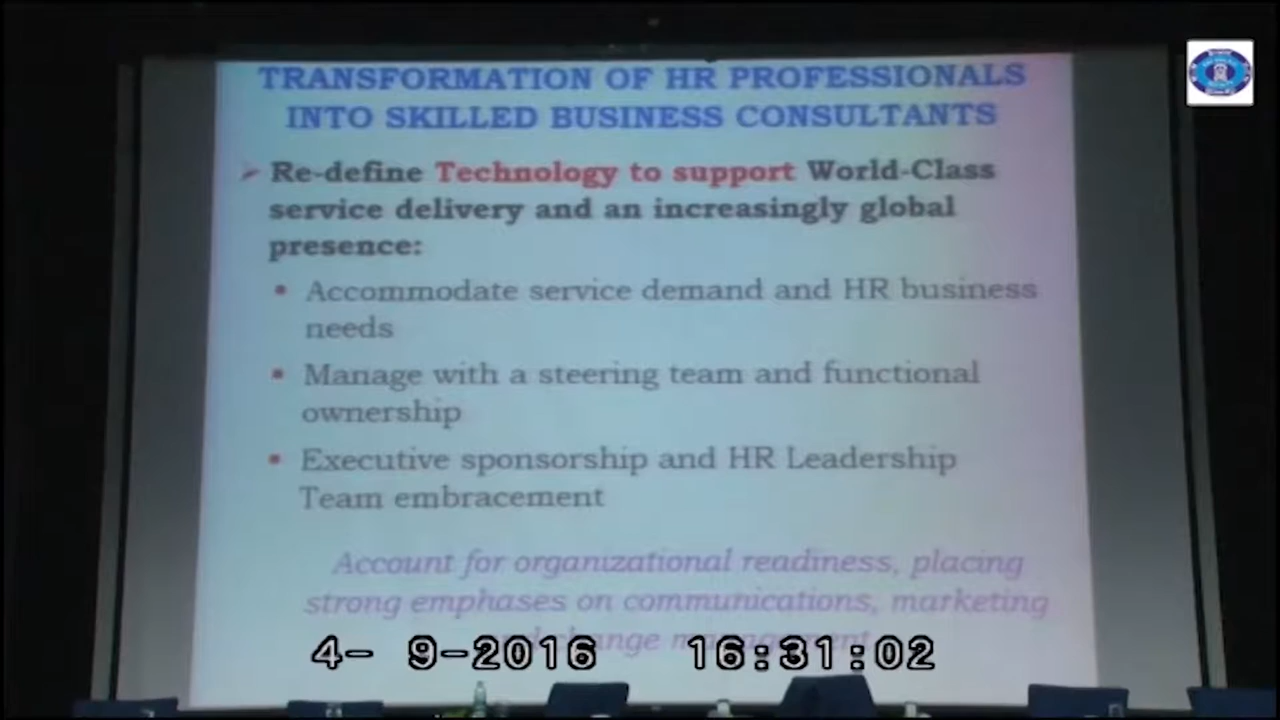 TRANSFORMATION OF HR PROFESSIONALS
INTO SKILLED BUSINESS CONSULTANTS
Re-define Technology to support World-Class
service delivery and an increasingly global
presence:
Accommodate service demand and HR business
needs
Manage with a steering team and functional
ownership
Executive sponsorship and HR Leadership
Team embracement
Account for organizational readiness, placing
strong emphases on communications, marketing
4- 9-2016 16:31:02